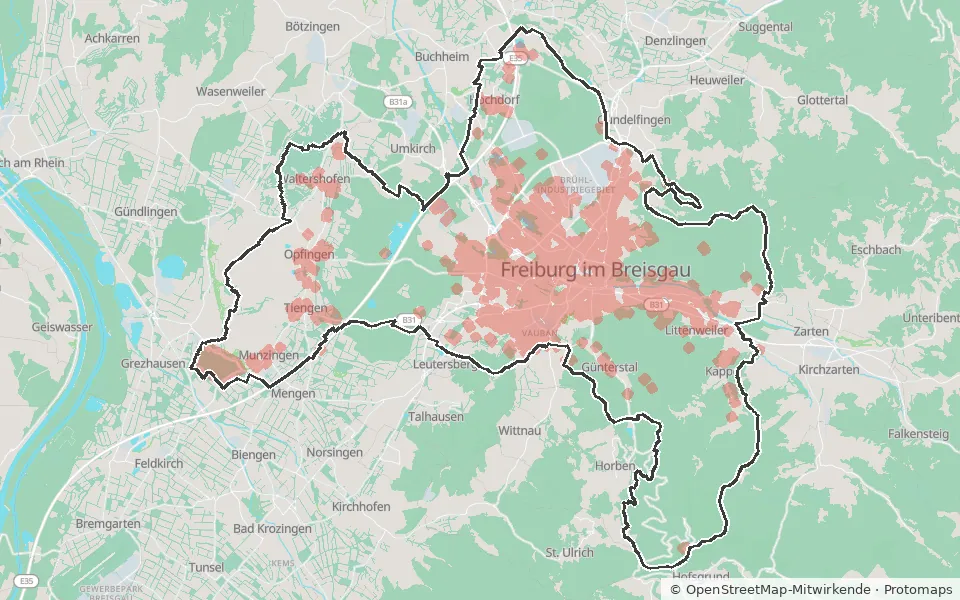 Bötzingen
Suggental
Achkarren
Denzlingen
Buchheim
E35
Heuweiler
Wasenweiler
B31a
Glottertal
Gundelfingen
Umkirch
ch am Rhein
Waltershofen
BRÜHL-
INDUSTRIEGEBIET
Gündlingen
Eschbach
Opfingen
Freiburg im Breisgau
B31
Tiengen
Unteribent
B31
Geiswasser
VAUBAN
Littenweiler
Zarten
Munzingen
Grezhausen
Leutersberg
Günterstal
Kapp
Kirchzarten
Mengen
Talhausen
Wittnau
Falkensteig
Biengen
Norsingen
Feldkirch
Horben
Kirchhofen
Bremgarten
Bad Krozingen
St. Ulrich
Tunsel
IKEMS
E35
GEWERBEPARK
BREISGAU
Hofsgrund
© OpenStreetMap-Mitwirkende · Protomaps